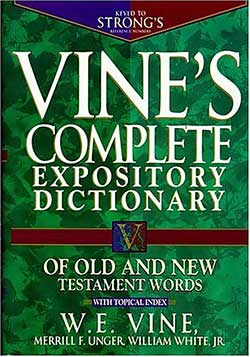 KEYED TO
STRONG'S
REFERENCE NUMBERS
VINE'S
COMPLETE
EXPOSITORY
DICTIONARY
V
OF OLD AND NEW
TESTAMENT WORDS
WITH TOPICAL INDEX
W.E. VINE,
MERRILL F. UNGER, WILLIAM WHITE, JR.